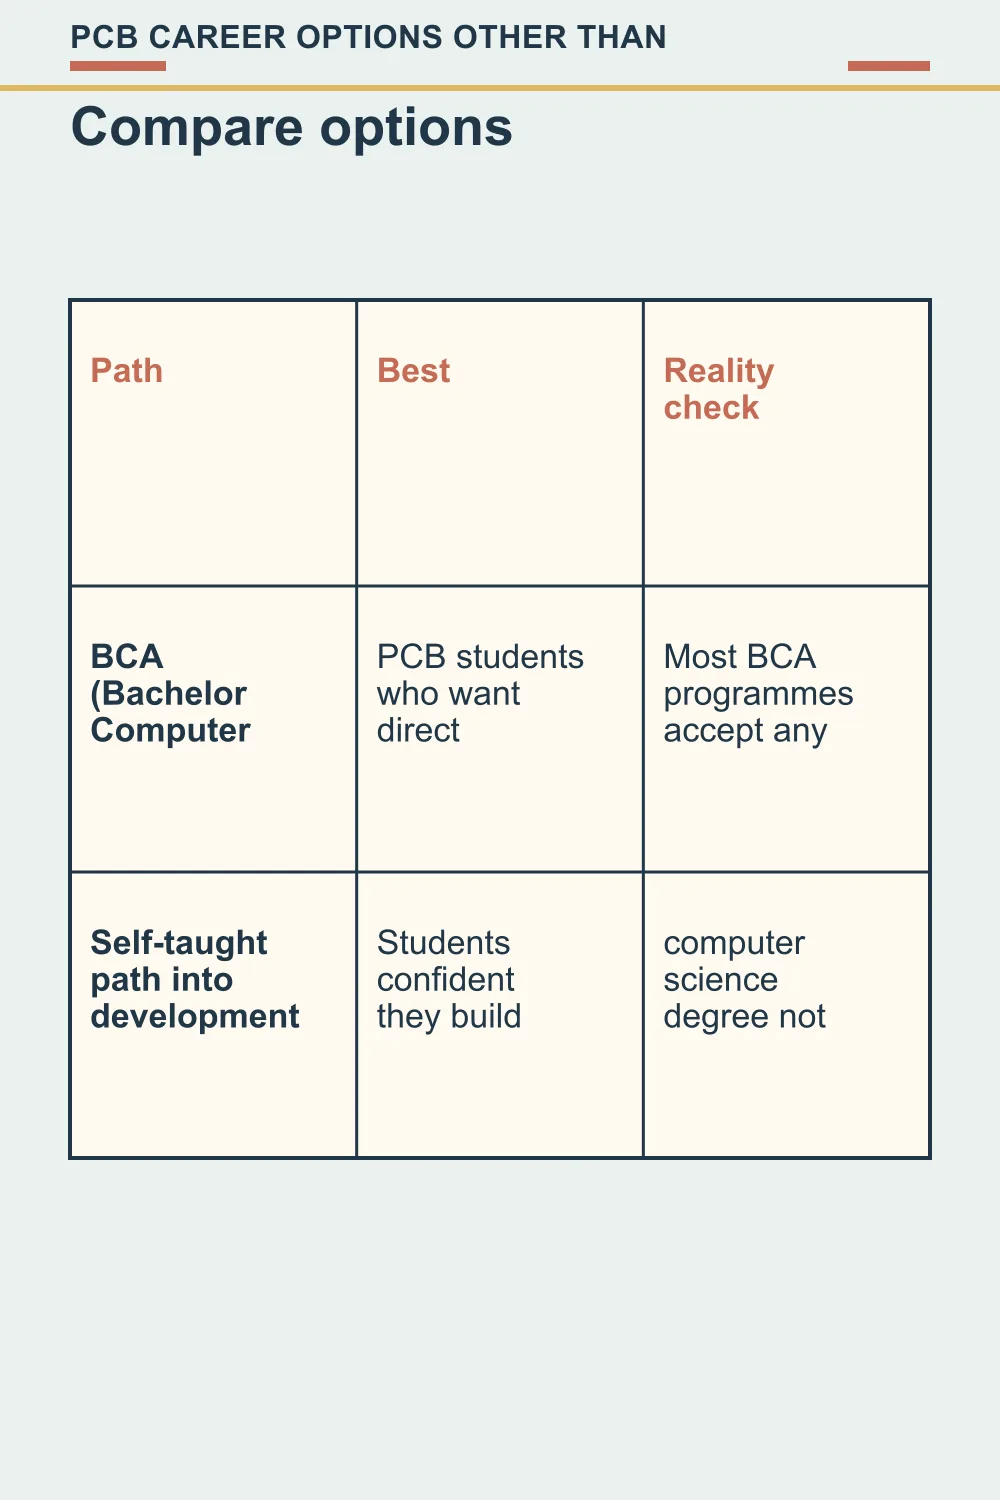 PCB CAREER OPTIONS OTHER THAN
Compare options
Path
Best
Reality
check
BCA
(Bachelor
Computer
PCB students
who want
direct
Most BCA
programmes
accept any
Self-taught
path into
development
Students
confident
they build
computer
science
degree not